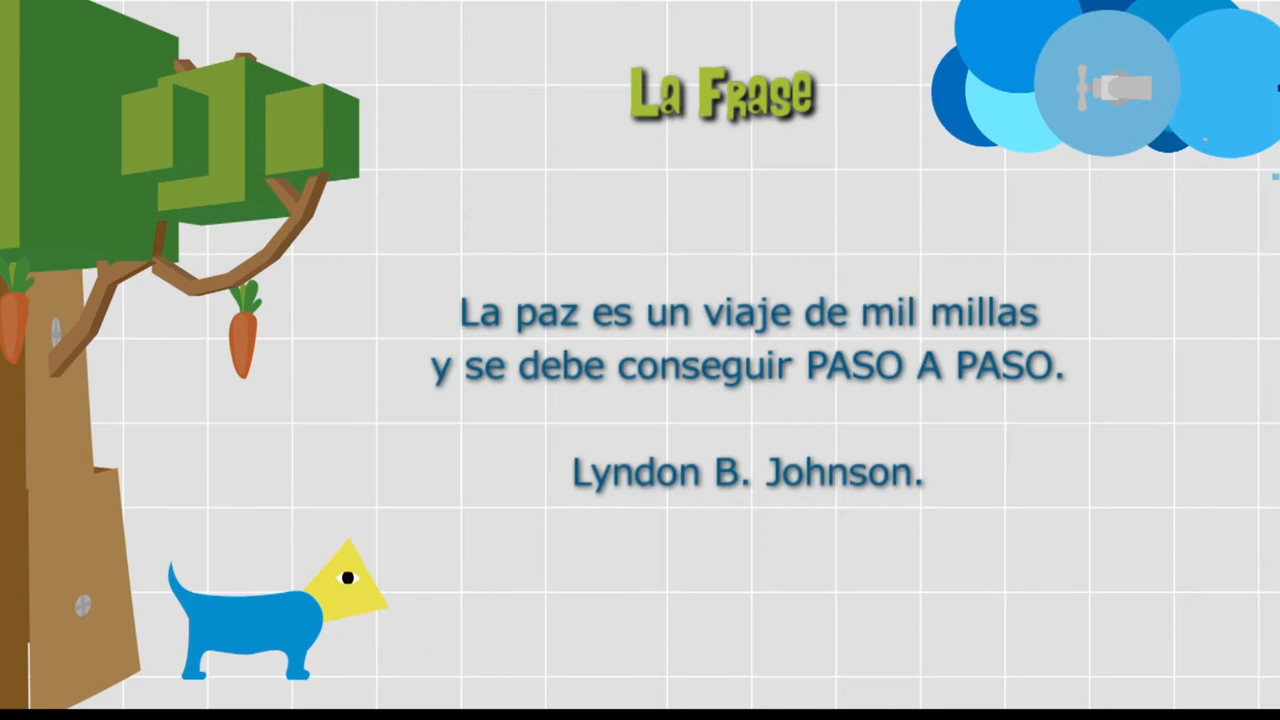 La Frase
La paz es un viaje de mil millas
y se debe conseguir PASO A PASO.
Lyndon B. Johnson.